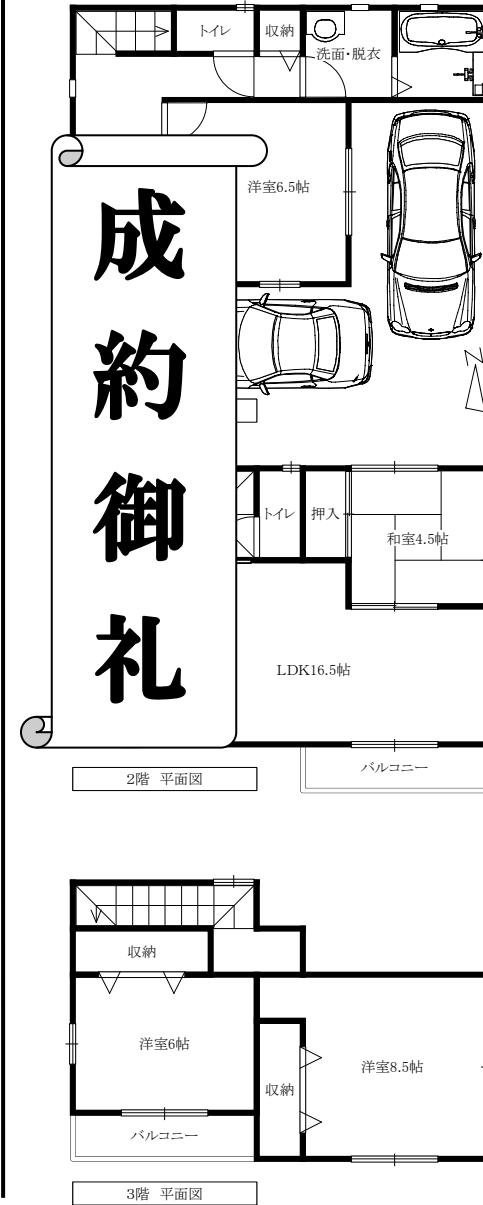 トイレ
収納
洗面・脱衣
洋室6.5帖
成約御礼
N
トイレ
押入
和室4.5帖
LDK16.5帖
バルコニー
2階 平面図
収納
洋室6帖
収納
洋室8.5帖
バルコニー
3階 平面図